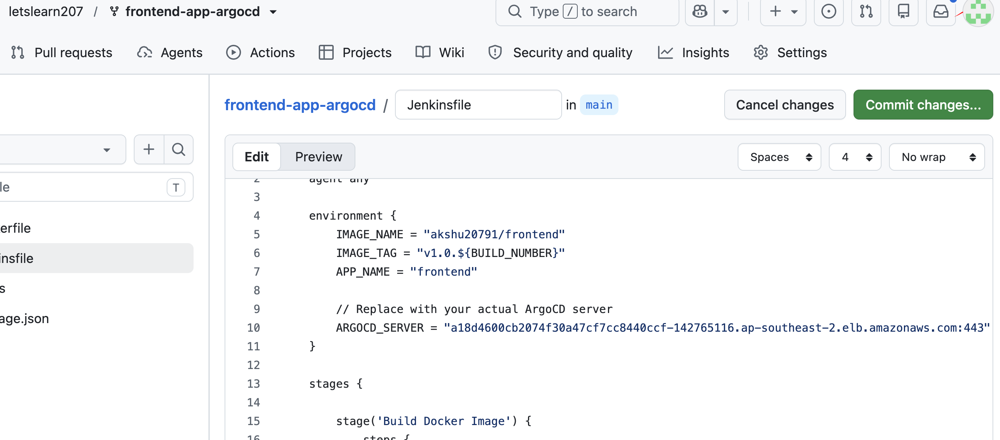 letslearn207 / frontend-app-argocd
Type / to search
Pull requests Agents Actions Projects Wiki Security and quality Insights Settings
frontend-app-argocd / Jenkinsfile in main Cancel changes Commit changes...
Edit Preview Spaces 4 No wrap
le T
erfile
insfile
s
age.json
2 agent any
3
4 environment {
5 IMAGE_NAME = "akshu20791/frontend"
6 IMAGE_TAG = "v1.0.${BUILD_NUMBER}"
7 APP_NAME = "frontend"
8
9 // Replace with your actual ArgoCD server
10 ARGOCD_SERVER = "a18d4600cb2074f30a47cf7cc8440ccf-142765116.ap-southeast-2.elb.amazonaws.com:443"
11 }
12
13 stages {
14
15 stage('Build Docker Image') {
16 steps {